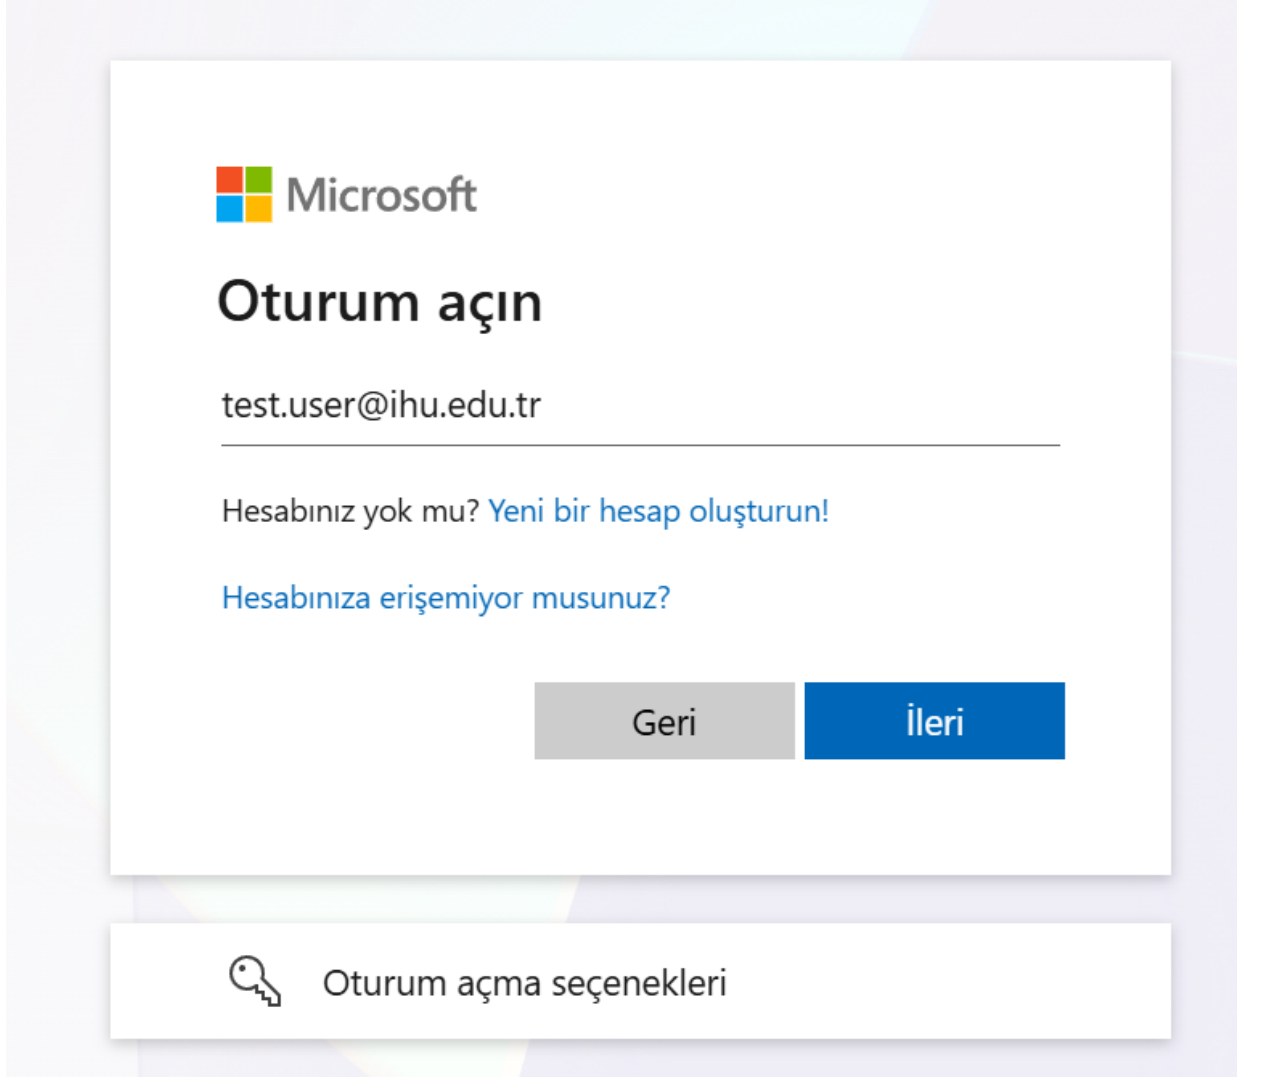 Microsoft
Oturum açın
test.user@ihu.edu.tr
Hesabınız yok mu? Yeni bir hesap oluşturun!
Hesabınıza erişemiyor musunuz?
Geri
İleri
Oturum açma seçenekleri